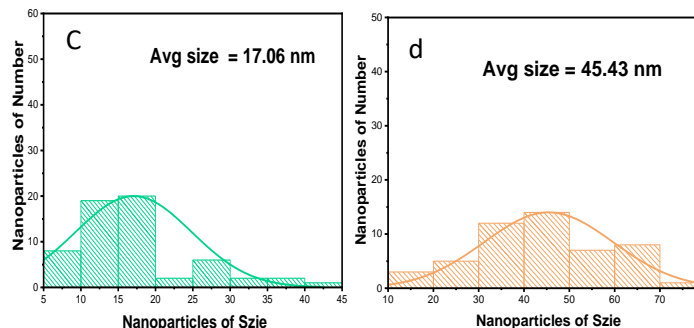 C
Avg size = 17.06 nm
Nanoparticles of Number
60
50
40
30
20
10
0
5 10 15 20 25 30 35 40 45
Nanoparticles of Szie
d
Avg size = 45.43 nm
Nanoparticles of Number
50
40
30
20
10
0
10 20 30 40 50 60 70
Nanoparticles of Szie